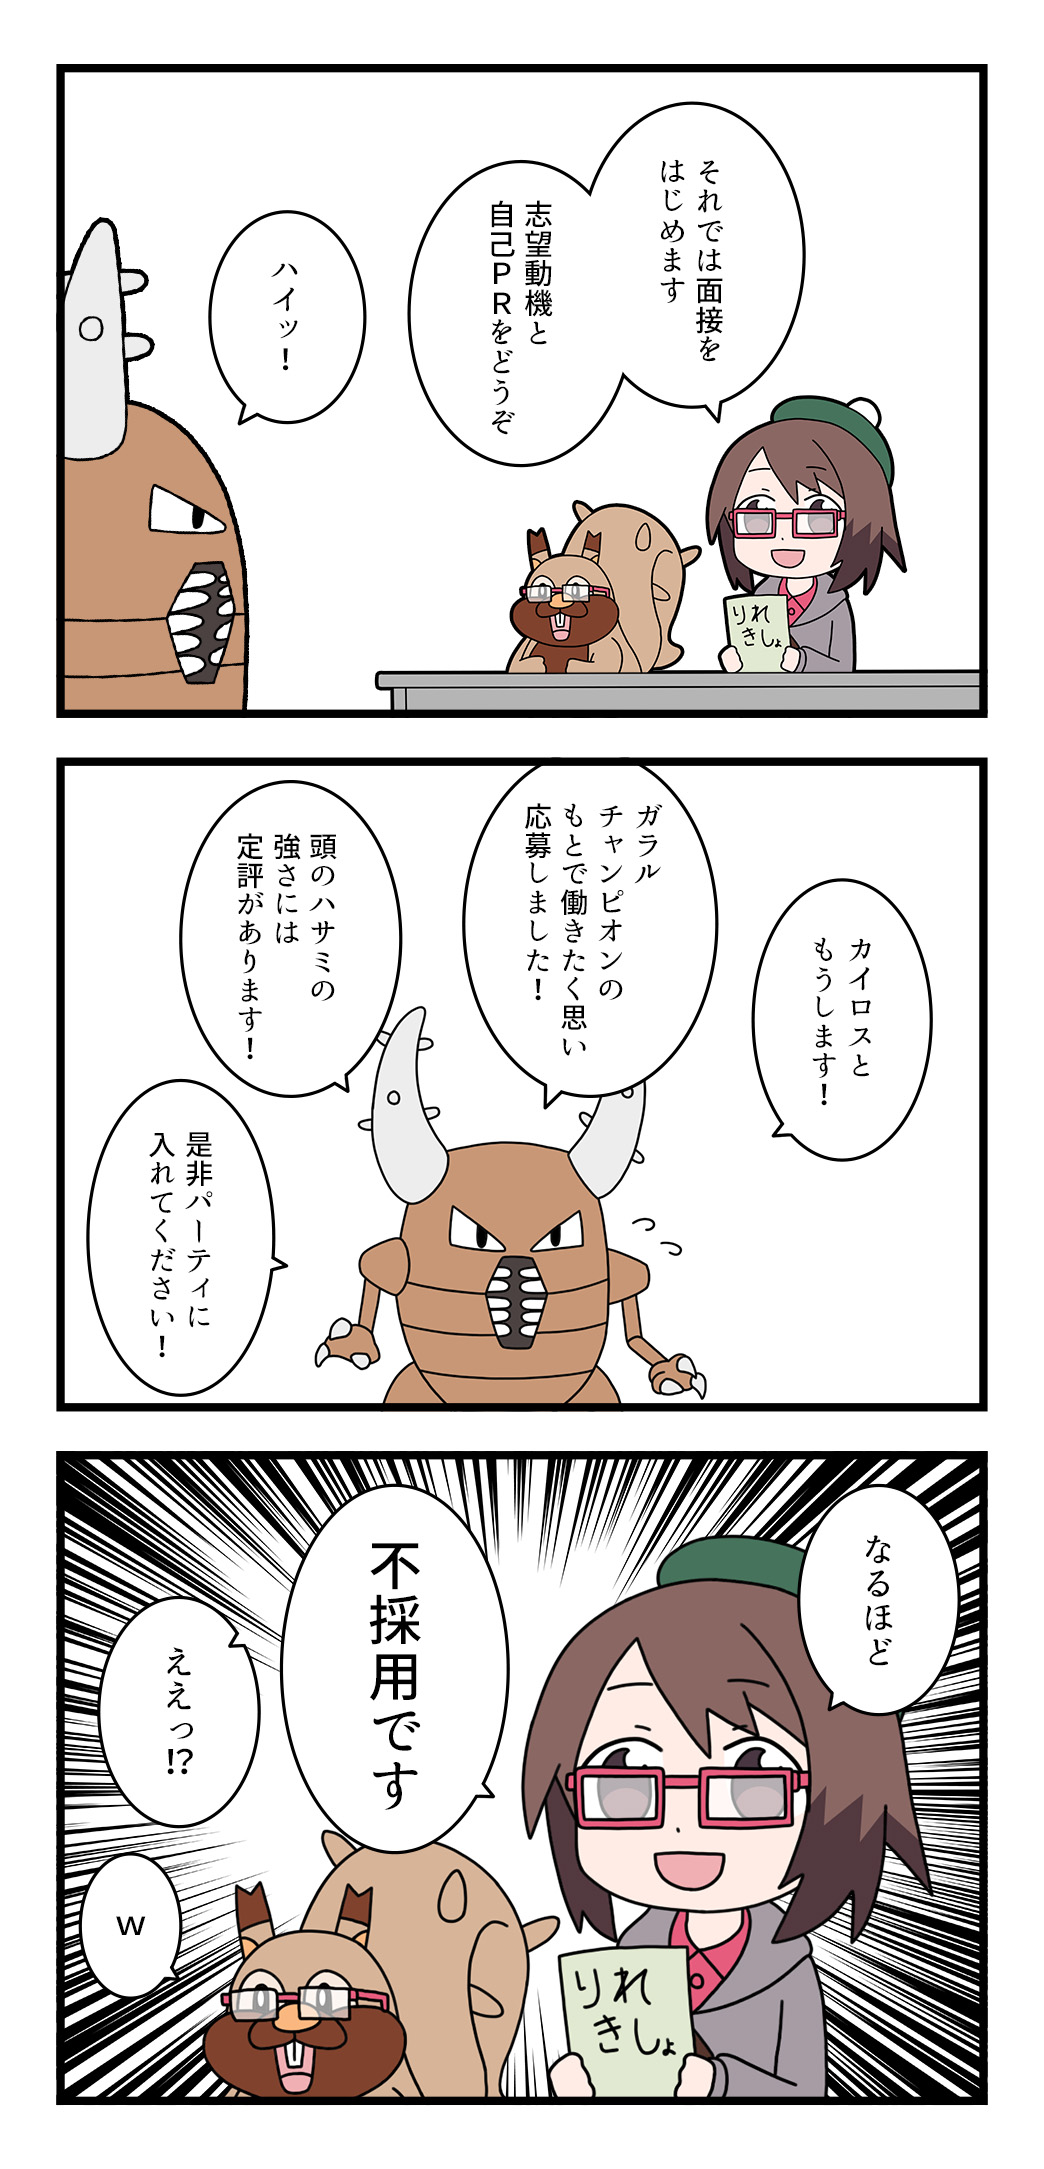 それでは面接を
はじめます
志望動機と
自己PRをどうぞ
ハイッ!
りれ
きしょ
カイロスと
もうします!
ガラル
チャンピオンの
もとで働きたく思い
応募しました!
頭のハサミの
強さには
定評があります!
是非パーティに
入れてください!
なるほど
不採用です
ええっ!?
w
りれ
きしょ